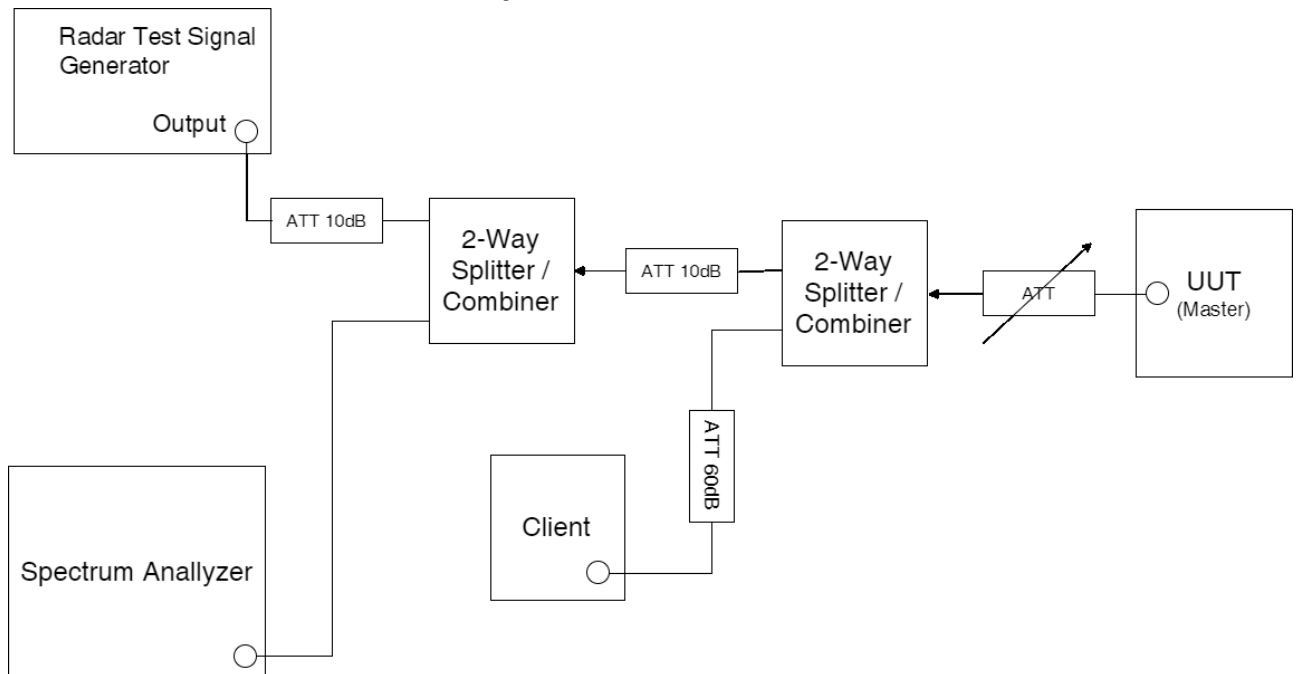 Radar Test Signal
Generator
Output
ATT 10dB
2-Way
Splitter /
Combiner
ATT 10dB
2-Way
Splitter /
Combiner
ATT
UUT
(Master)
ATT 60dB
Client
Spectrum Anallyzer